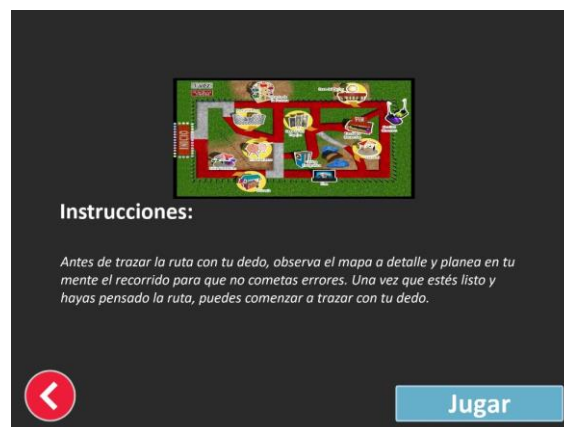 INICIO
Instrucciones:
Antes de trazar la ruta con tu dedo, observa el mapa a detalle y planea en tu
mente el recorrido para que no cometas errores. Una vez que estés listo y
hayas pensado la ruta, puedes comenzar a trazar con tu dedo.
Jugar